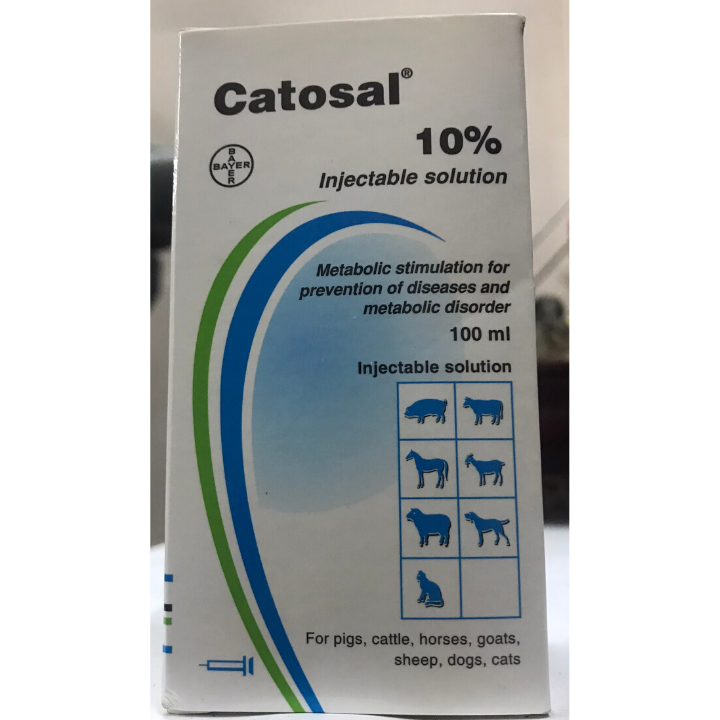 Catosal®
10%
BAYER
BAYER
Injectable solution
Metabolic stimulation for
prevention of diseases and
metabolic disorder
100 ml
Injectable solution
For pigs, cattle, horses, goats,
sheep, dogs, cats